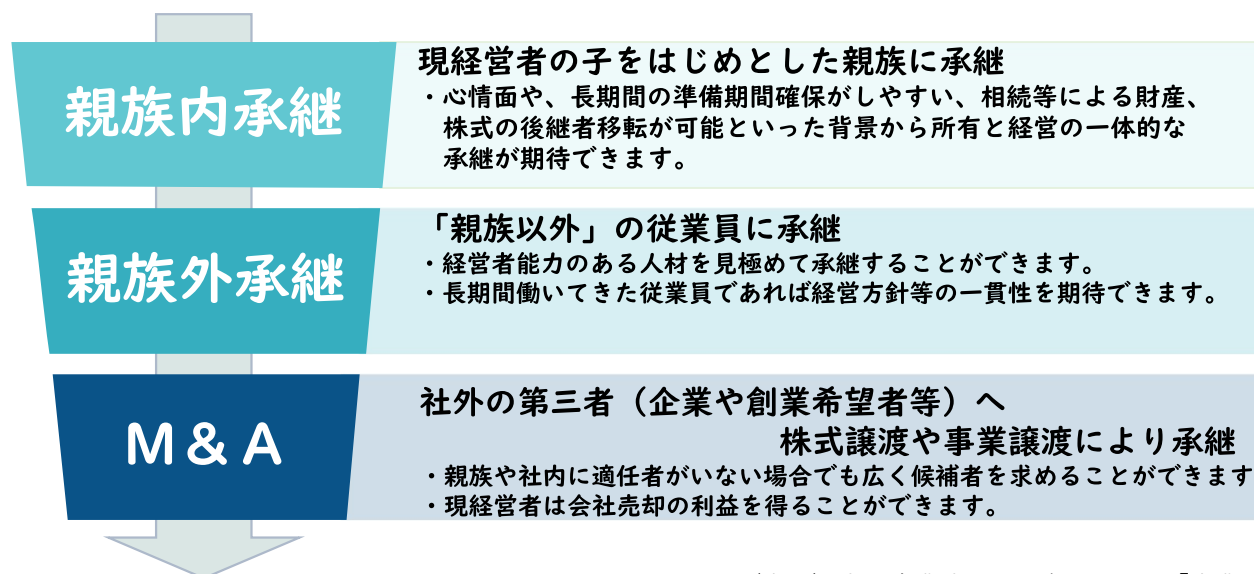 親族内承継
現経営者の子をはじめとした親族に承継
・心情面や、長期間の準備期間確保がしやすい、相続等による財産、
株式の後継者移転が可能といった背景から所有と経営の一体的な
承継が期待できます。
親族外承継
「親族以外」の従業員に承継
・経営者能力のある人材を見極めて承継することができます。
・長期間働いてきた従業員であれば経営方針等の一貫性を期待できます。
M&A
社外の第三者（企業や創業希望者等）へ
株式譲渡や事業譲渡により承継
・親族や社内に適任者がいない場合でも広く候補者を求めることができます
・現経営者は会社売却の利益を得ることができます。